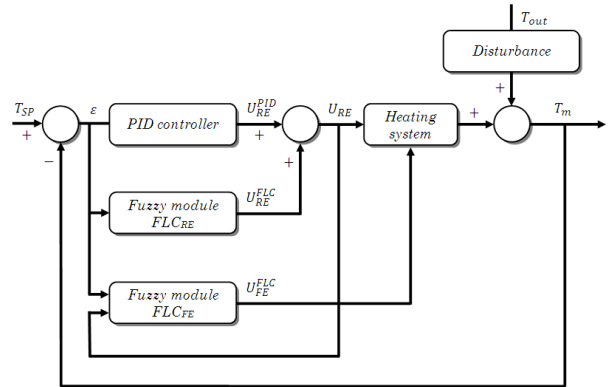 T_out
Disturbance
+
T_SP
ε
PID controller
U_RE^PID
U_RE
Heating
system
+
T_m
+
+
−
+
Fuzzy module
FLC_RE
U_RE^FLC
Fuzzy module
FLC_FE
U_FE^FLC